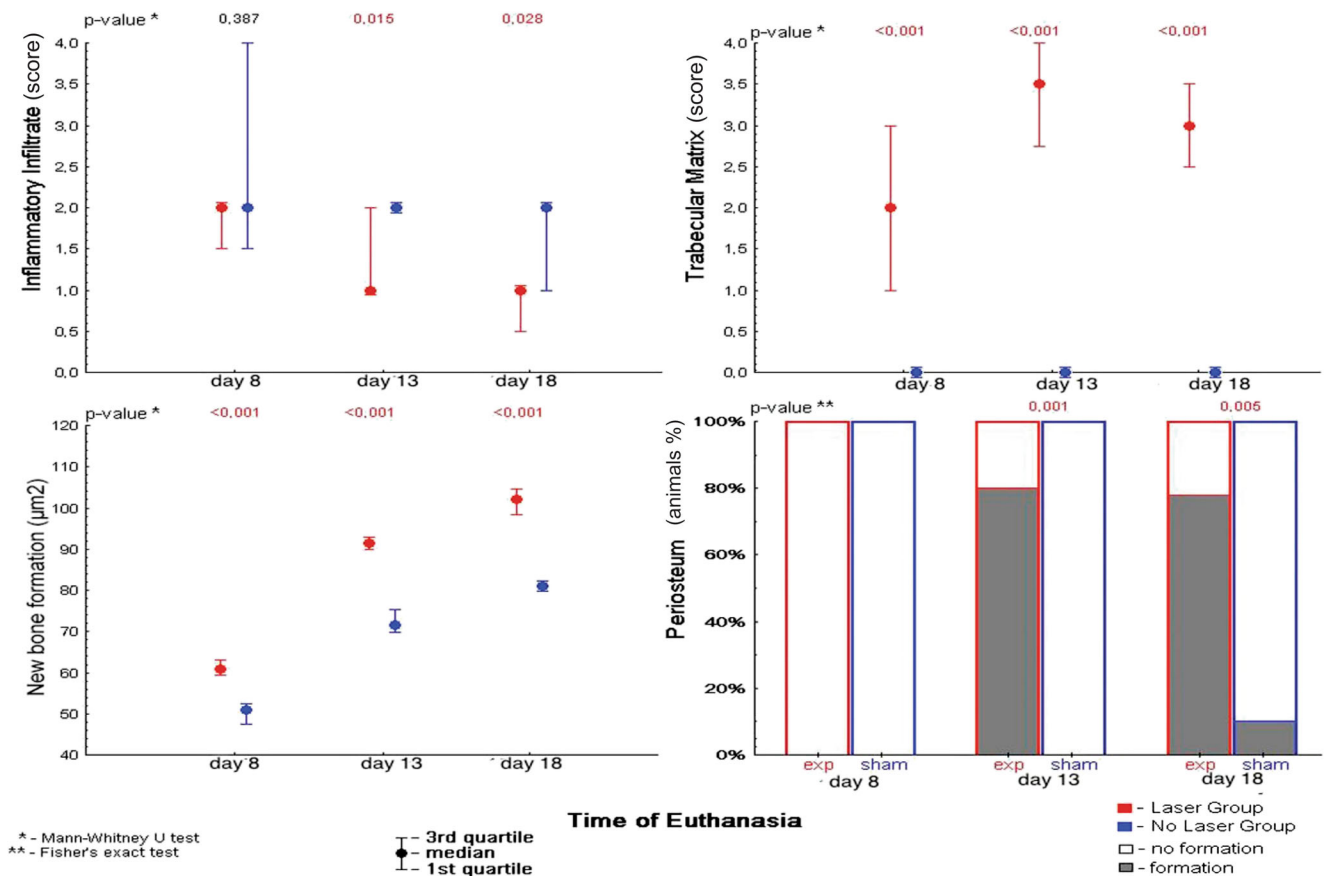 p-value * 0,387 0,015 0,028
Inflammatory Infiltrate (score)
4,0
3,5
3,0
2,5
2,0
1,5
1,0
0,5
0,0
day 8 day 13 day 18
p-value * <0,001 <0,001 <0,001
Trabecular Matrix (score)
4,0
3,5
3,0
2,5
2,0
1,5
1,0
0,5
0,0
day 8 day 13 day 18
p-value * <0,001 <0,001 <0,001
New bone formation (µm2)
120
110
100
90
80
70
60
50
40
day 8 day 13 day 18
p-value ** 0,001 0,005
Periosteum (animals %)
100%
80%
60%
40%
20%
0%
exp sham exp sham exp sham
day 8 day 13 day 18
Time of Euthanasia
* - Mann-Whitney U test
** - Fisher's exact test
- 3rd quartile
- median
- 1st quartile
- Laser Group
- No Laser Group
- no formation
- formation